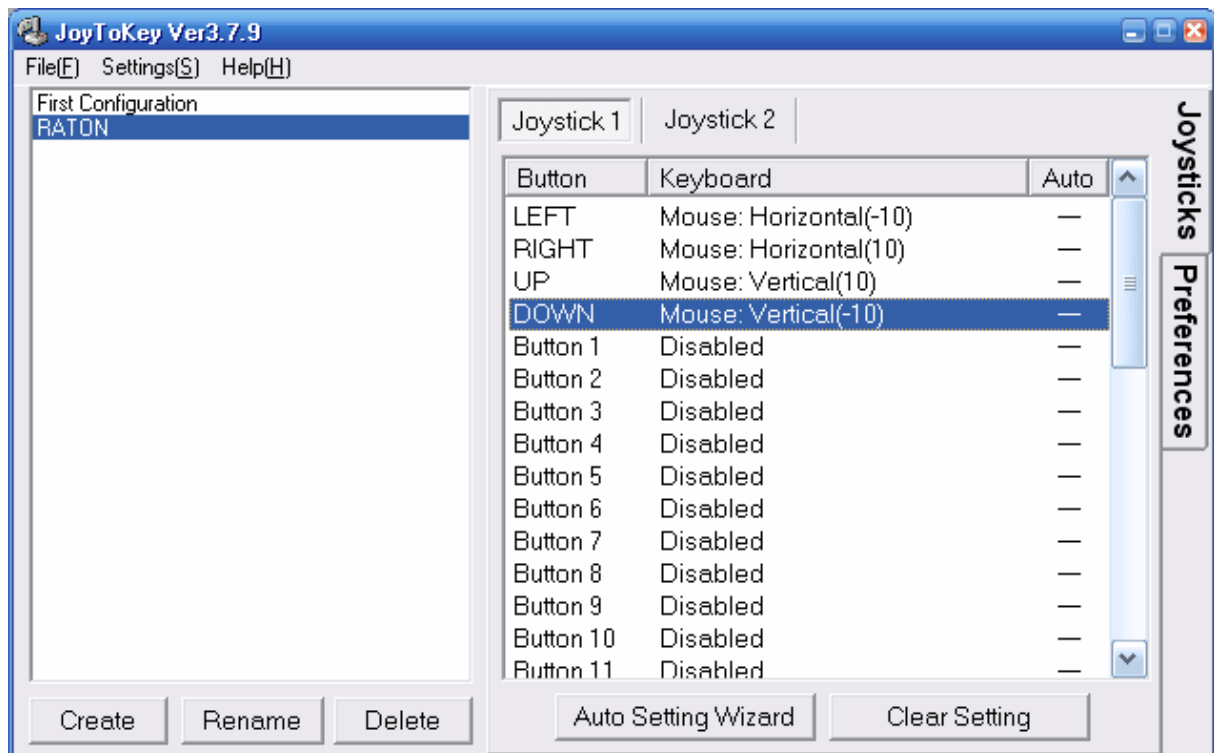 JoyToKey Ver3.7.9
File(F) Settings(S) Help(H)
First Configuration
RATON
Joystick 1 Joystick 2
Button Keyboard Auto
LEFT Mouse: Horizontal(-10) —
RIGHT Mouse: Horizontal(10) —
UP Mouse: Vertical(10) —
DOWN Mouse: Vertical(-10) —
Button 1 Disabled —
Button 2 Disabled —
Button 3 Disabled —
Button 4 Disabled —
Button 5 Disabled —
Button 6 Disabled —
Button 7 Disabled —
Button 8 Disabled —
Button 9 Disabled —
Button 10 Disabled —
Button 11 Disabled —
Joysticks
Preferences
Create Rename Delete
Auto Setting Wizard Clear Setting